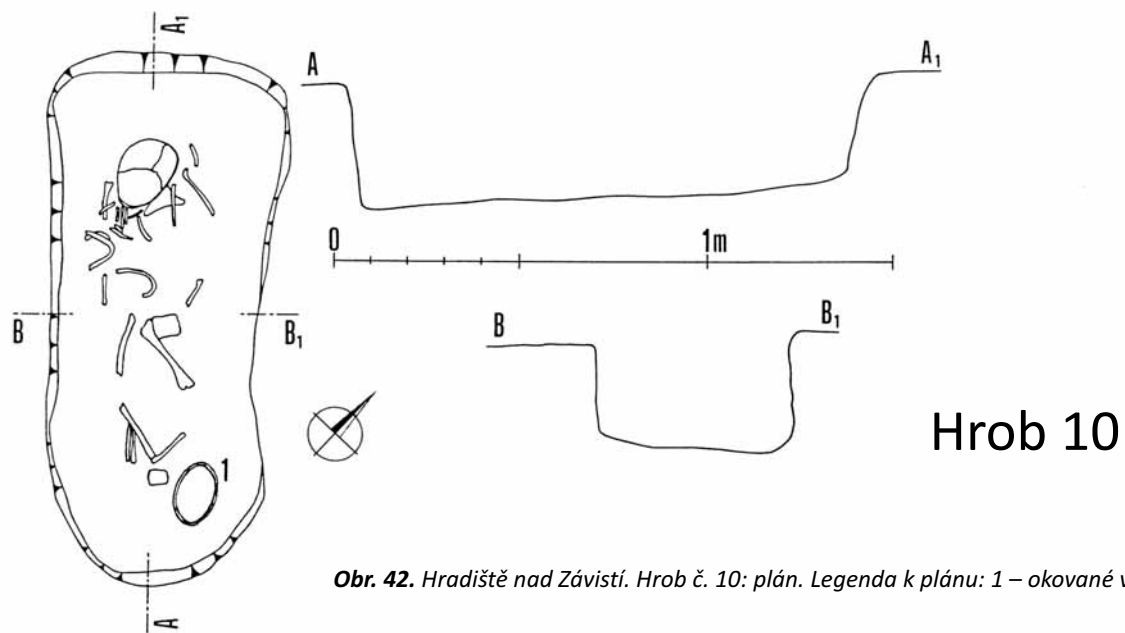 A₁
A
A₁
0
1m
B
B₁
B
B₁
1
Hrob 10
A
Obr. 42. Hradiště nad Závistí. Hrob č. 10: plán. Legenda k plánu: 1 – okované